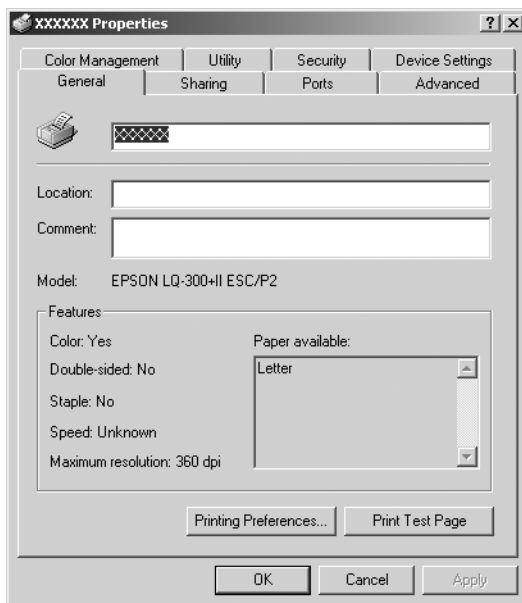 XXXXXX Properties
? X
Color Management Utility Security Device Settings
General Sharing Ports Advanced
XXXXXX
Location:
Comment:
Model: EPSON LQ-300+II ESC/P2
Features
Color: Yes Paper available:
Double-sided: No Letter
Staple: No
Speed: Unknown
Maximum resolution: 360 dpi
Printing Preferences... Print Test Page
OK Cancel Apply